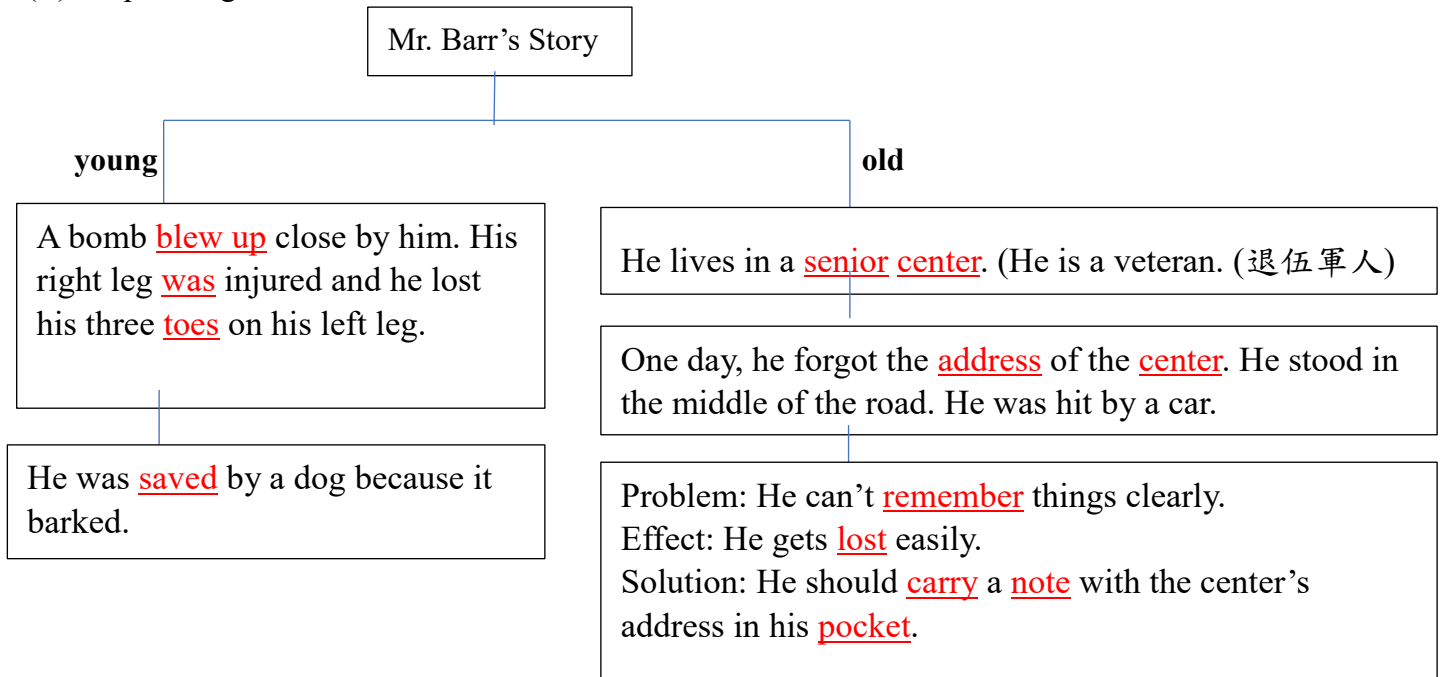 Mr. Barr’s Story
young
A bomb blew up close by him. His
right leg was injured and he lost
his three toes on his left leg.
He was saved by a dog because it
barked.
old
He lives in a senior center. (He is a veteran. (退伍軍人)
One day, he forgot the address of the center. He stood in
the middle of the road. He was hit by a car.
Problem: He can’t remember things clearly.
Effect: He gets lost easily.
Solution: He should carry a note with the center’s
address in his pocket.